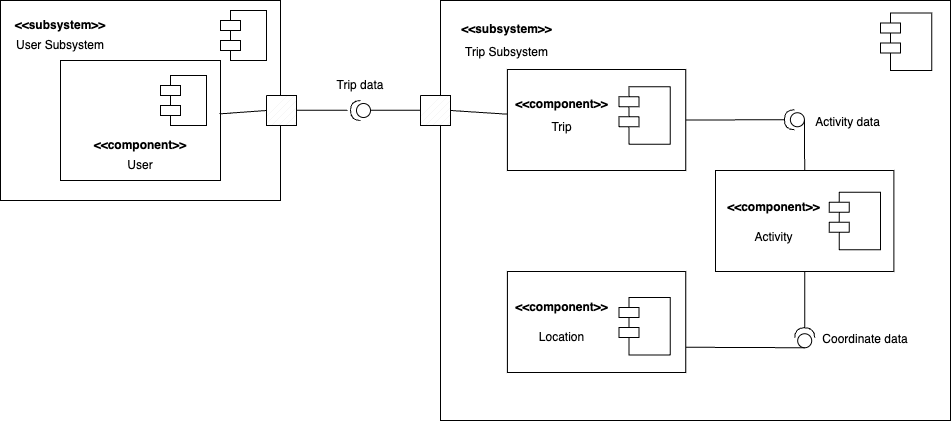 <<subsystem>>
User Subsystem
<<component>>
User
Trip data
<<subsystem>>
Trip Subsystem
<<component>>
Trip
Activity data
<<component>>
Activity
<<component>>
Location
Coordinate data